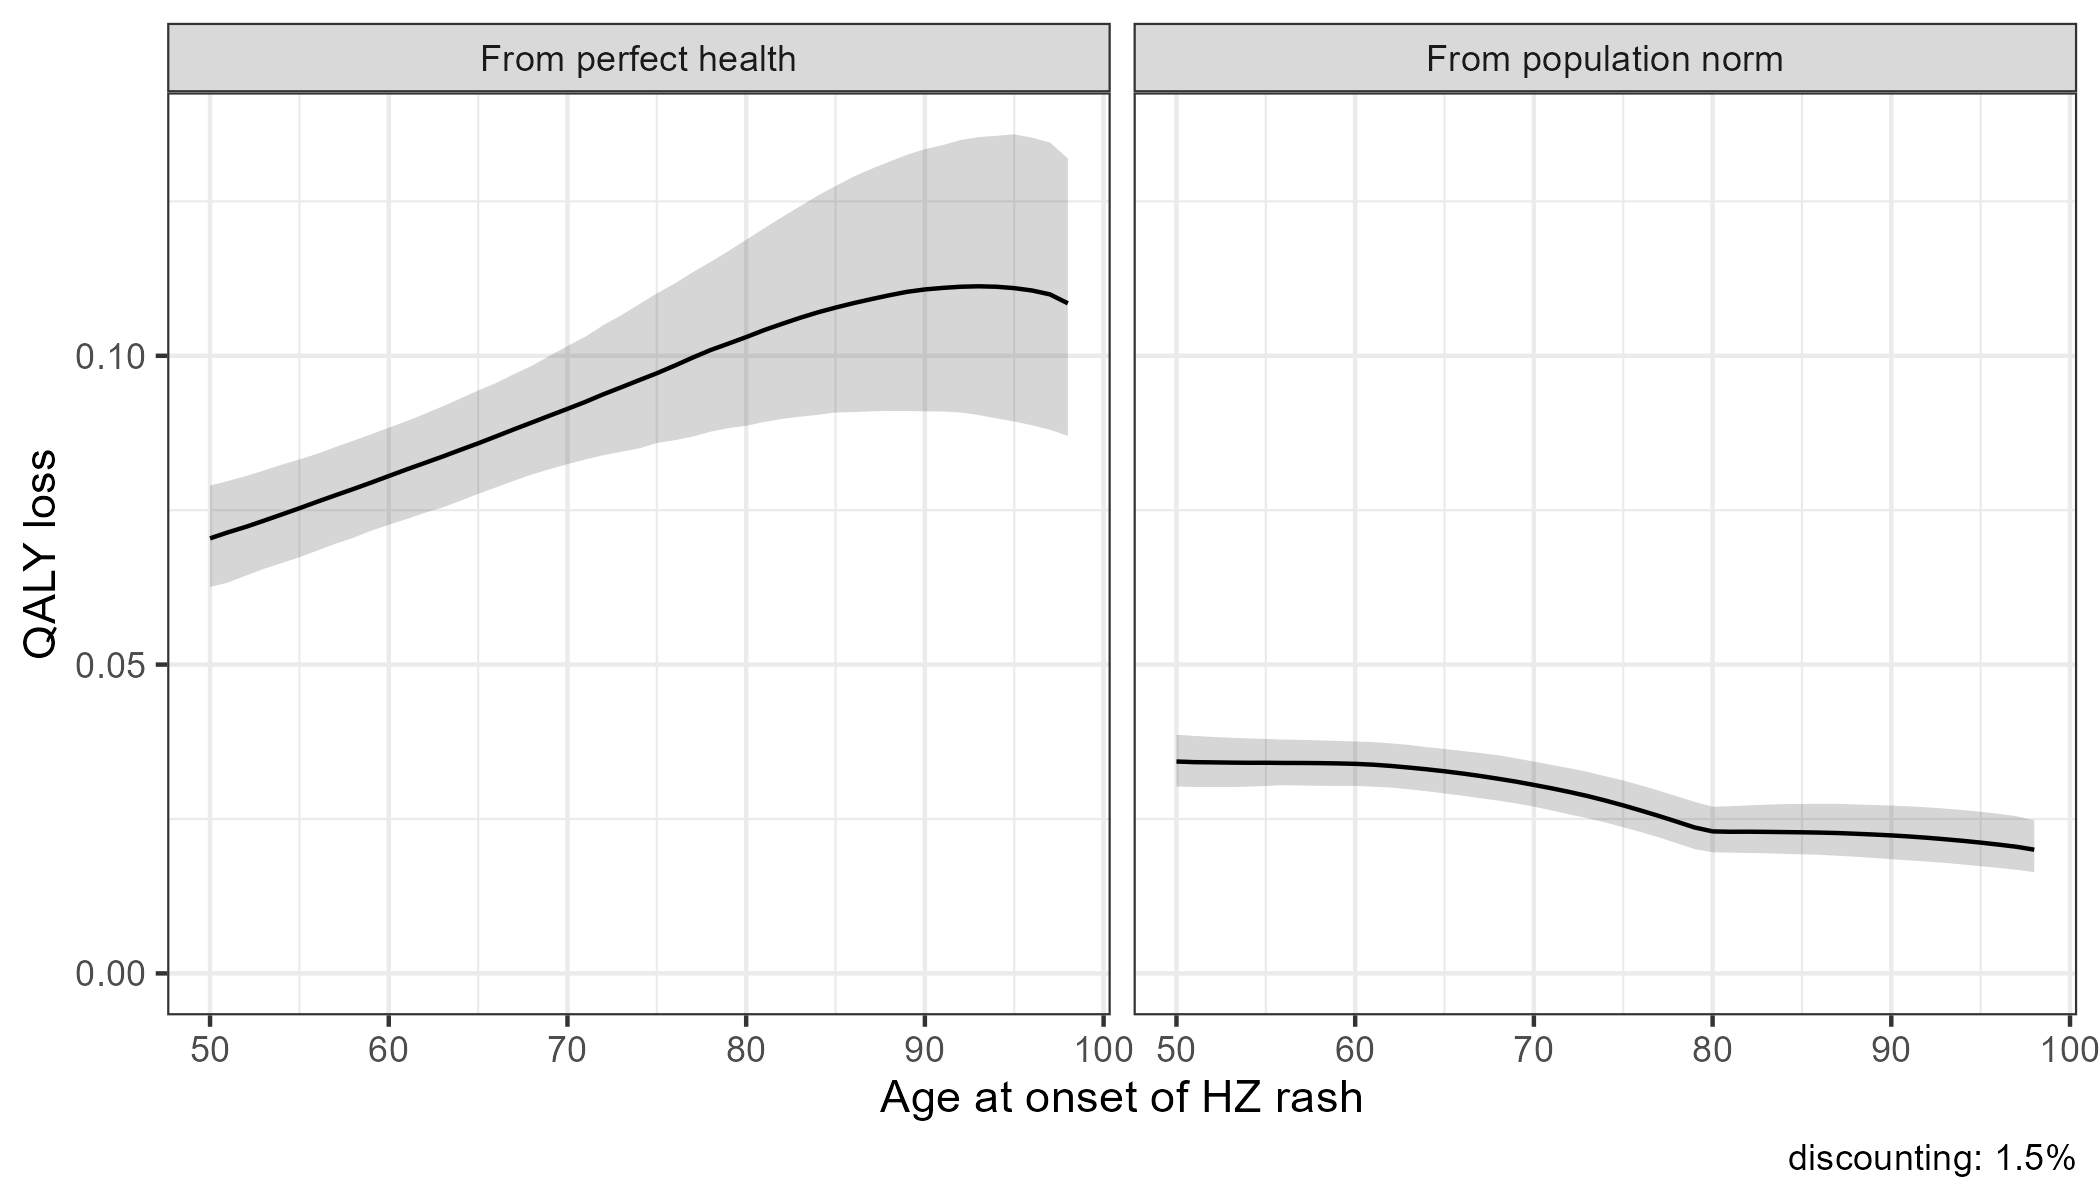 From perfect health
From population norm
QALY loss
0.10
0.05
0.00
50 60 70 80 90 100
50 60 70 80 90 100
Age at onset of HZ rash
discounting: 1.5%